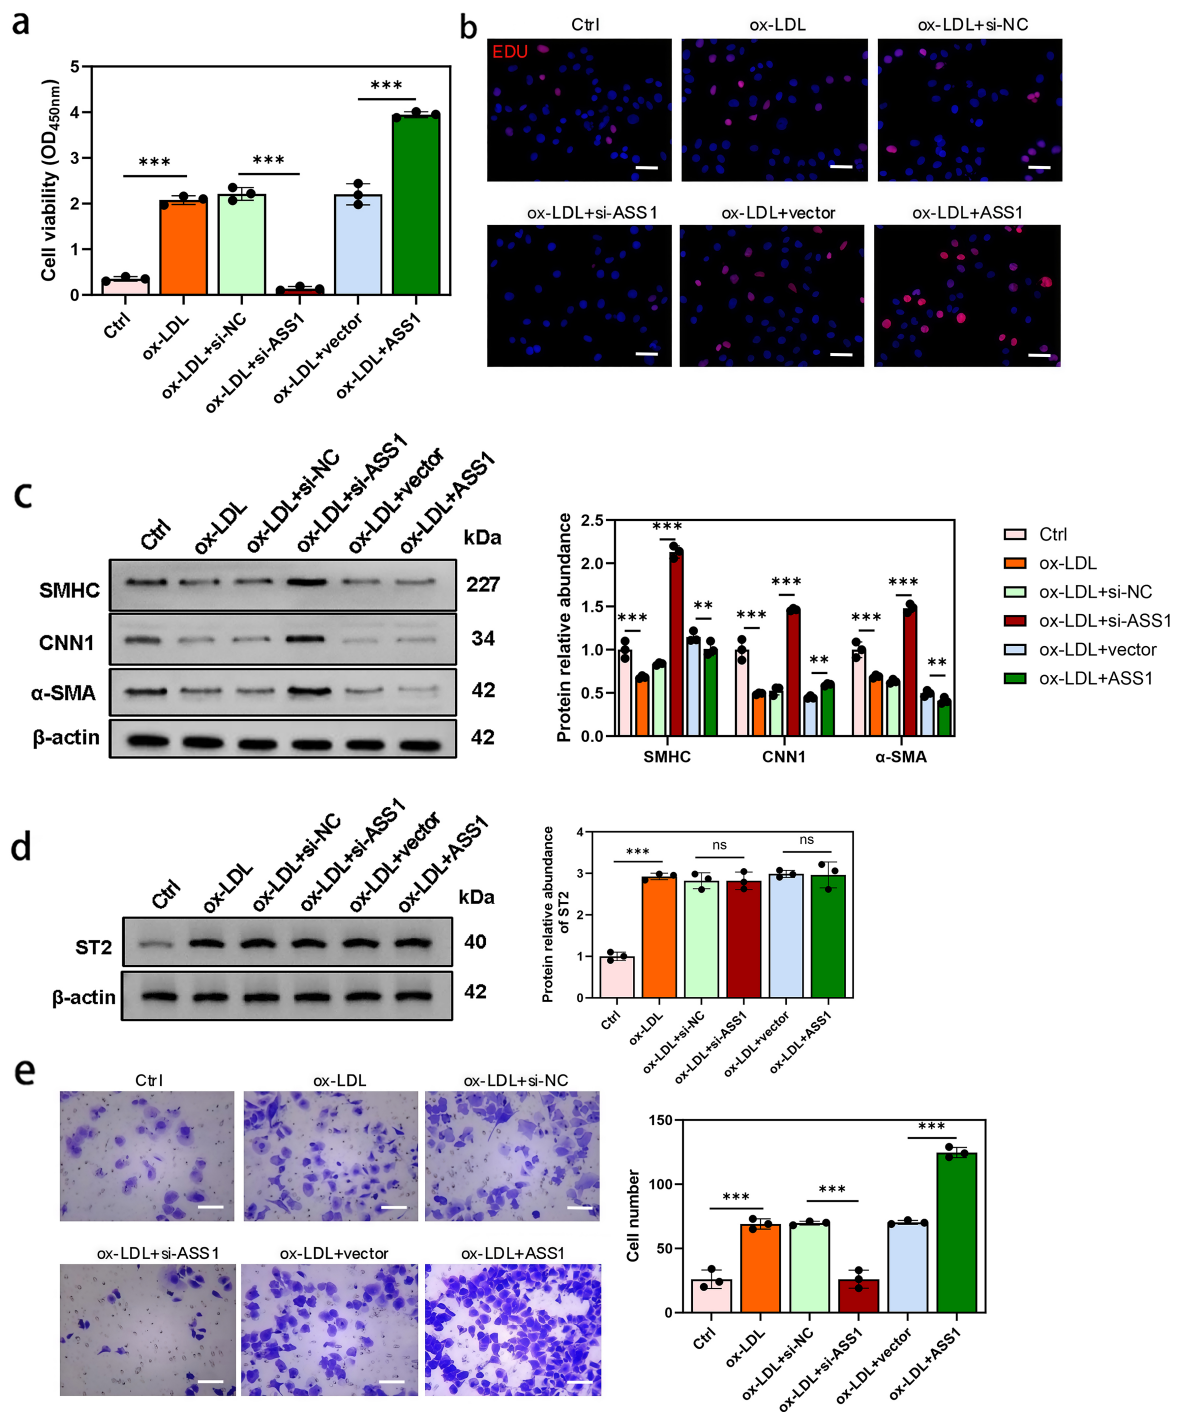 a
5
4
3
2
1
0
Cell viability (OD450nm)
***
***
***
Ctrl
ox-LDL
ox-LDL+si-NC
ox-LDL+si-ASS1
ox-LDL+vector
ox-LDL+ASS1
b
Ctrl
ox-LDL
ox-LDL+si-NC
EDU
ox-LDL+si-ASS1
ox-LDL+vector
ox-LDL+ASS1
c
Ctrl
ox-LDL
ox-LDL+si-NC
ox-LDL+si-ASS1
ox-LDL+vector
ox-LDL+ASS1
kDa
SMHC
227
CNN1
34
α-SMA
42
β-actin
42
Protein relative abundance
2.5
2.0
1.5
1.0
0.5
0.0
***
***
**
***
***
**
***
***
**
SMHC
CNN1
α-SMA
Ctrl
ox-LDL
ox-LDL+si-NC
ox-LDL+si-ASS1
ox-LDL+vector
ox-LDL+ASS1
d
Ctrl
ox-LDL
ox-LDL+si-NC
ox-LDL+si-ASS1
ox-LDL+vector
ox-LDL+ASS1
kDa
ST2
40
β-actin
42
Protein relative abundance
of ST2
4
3
2
1
0
***
ns
ns
Ctrl
ox-LDL
ox-LDL+si-NC
ox-LDL+si-ASS1
ox-LDL+vector
ox-LDL+ASS1
e
Ctrl
ox-LDL
ox-LDL+si-NC
ox-LDL+si-ASS1
ox-LDL+vector
ox-LDL+ASS1
Cell number
150
100
50
0
***
***
***
Ctrl
ox-LDL
ox-LDL+si-NC
ox-LDL+si-ASS1
ox-LDL+vector
ox-LDL+ASS1